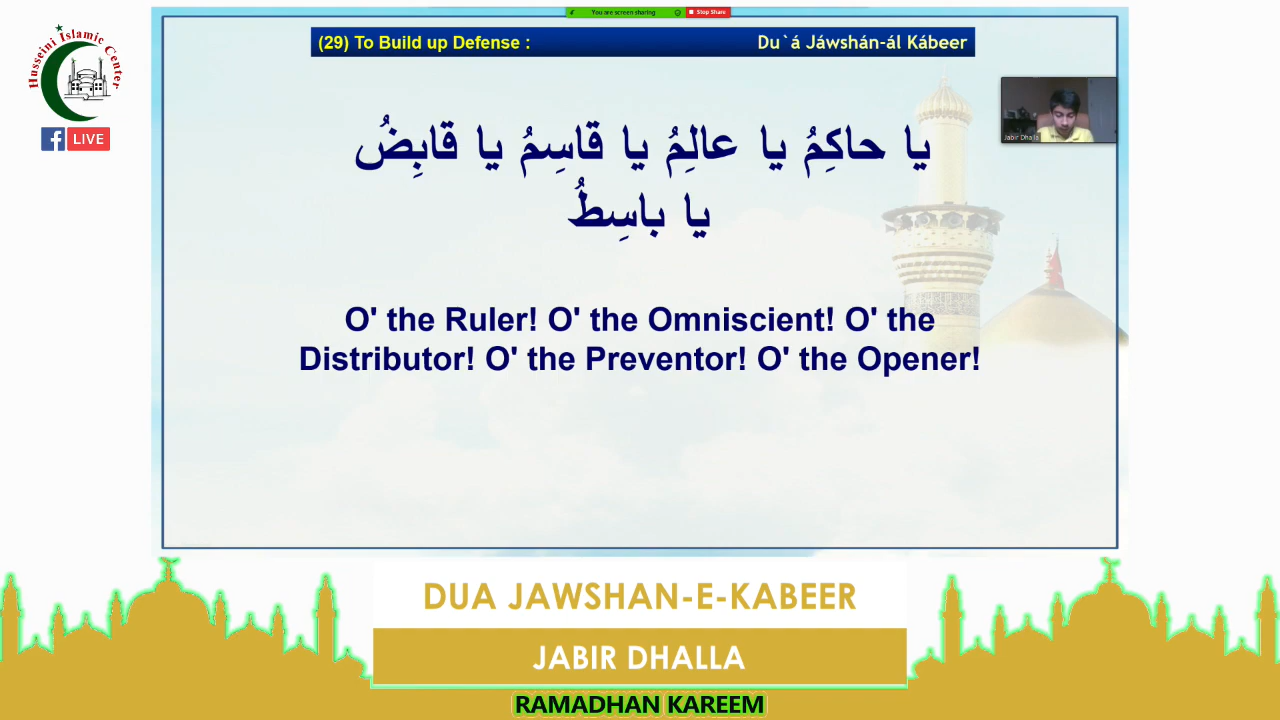 You are screen sharing
Stop Share
Husseini Islamic Center
LIVE
(29) To Build up Defense :
Du`á Jáwshán-ál Kábeer
Jabir Dhalla
يا حاكِمُ يا عالِمُ يا قاسِمُ يا قابِضُ
يا باسِطُ
O' the Ruler! O' the Omniscient! O' the
Distributor! O' the Preventor! O' the Opener!
DUA JAWSHAN-E-KABEER
JABIR DHALLA
RAMADHAN KAREEM